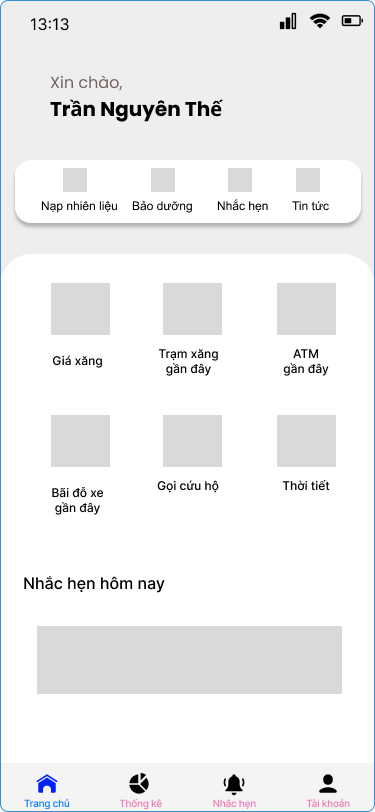 13:13
Xin chào,
Trần Nguyên Thế
Nạp nhiên liệu Bảo dưỡng Nhắc hẹn Tin tức
Giá xăng
Trạm xăng
gần đây
ATM
gần đây
Bãi đỗ xe
gần đây
Gọi cứu hộ
Thời tiết
Nhắc hẹn hôm nay
Trang chủ Thống kê Nhắc hẹn Tài khoản